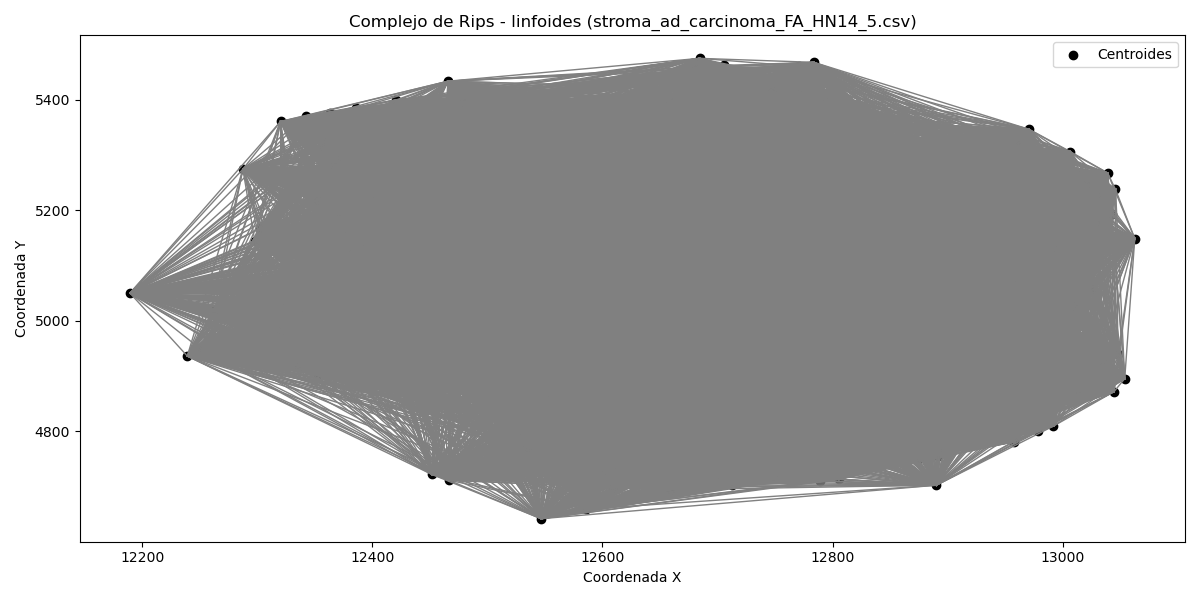 Complejo de Rips - linfoides (stroma_ad_carcinoma_FA_HN14_5.csv)
Centroides
5400
5200
5000
4800
Coordenada Y
12200 12400 12600 12800 13000
Coordenada X